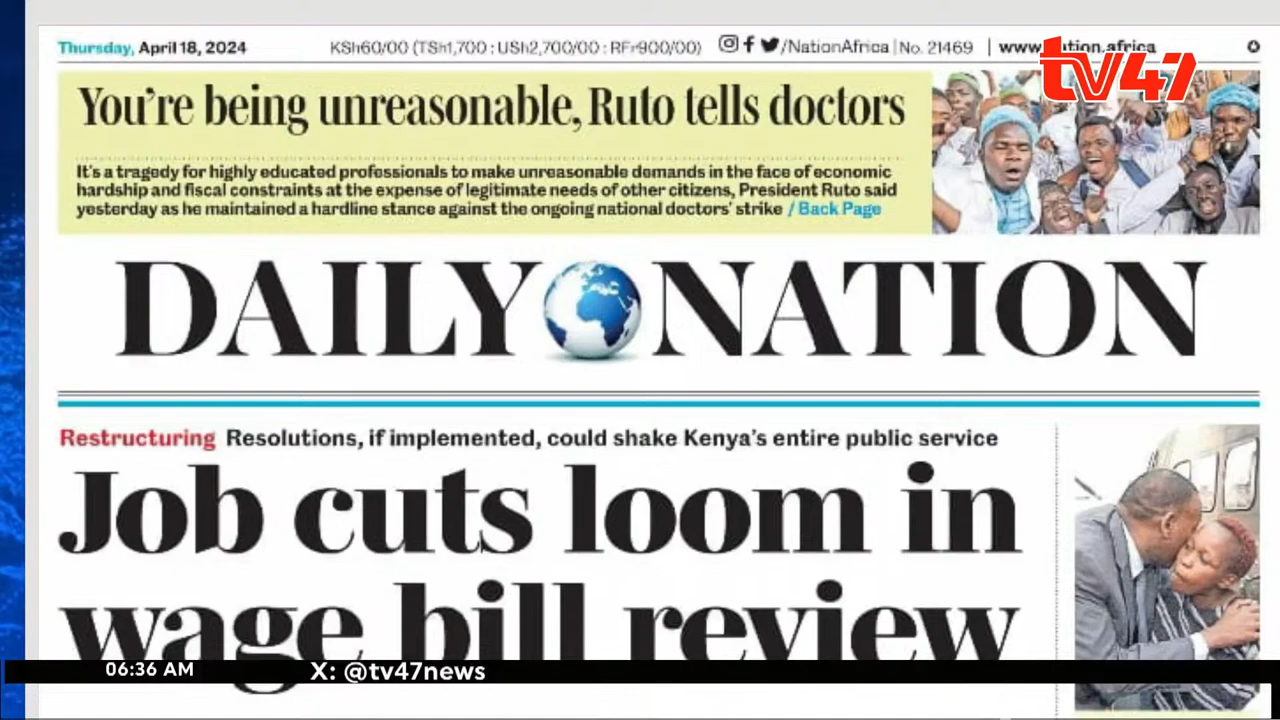 Thursday, April 18, 2024
KSh60/00 (TSh1,700 : USh2,700/00 : RFr900/00)
/NationAfrica | No. 21469 | www.nation.africa
tv47
You're being unreasonable, Ruto tells doctors
It's a tragedy for highly educated professionals to make unreasonable demands in the face of economic
hardship and fiscal constraints at the expense of legitimate needs of other citizens, President Ruto said
yesterday as he maintained a hardline stance against the ongoing national doctors' strike / Back Page
DAILY NATION
Restructuring Resolutions, if implemented, could shake Kenya's entire public service
Job cuts loom in
wage bill review
06:36 AM
X: @tv47news